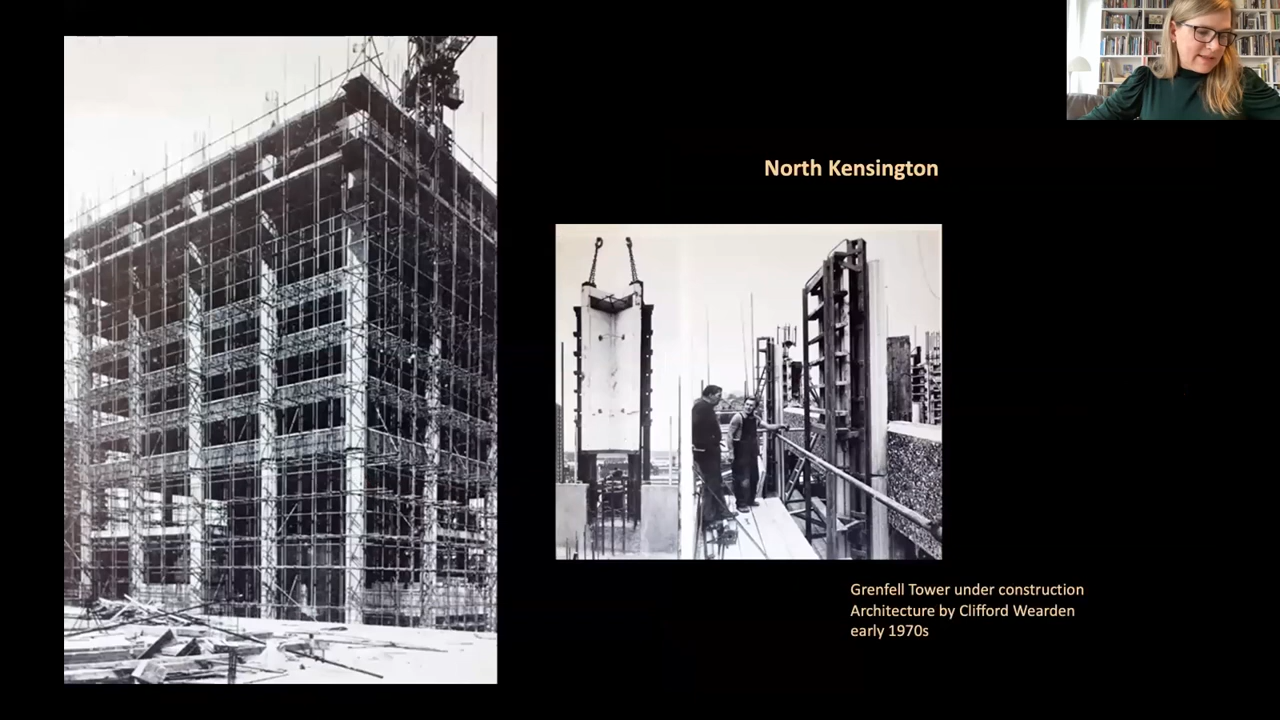 North Kensington
Grenfell Tower under construction
Architecture by Clifford Wearden
early 1970s